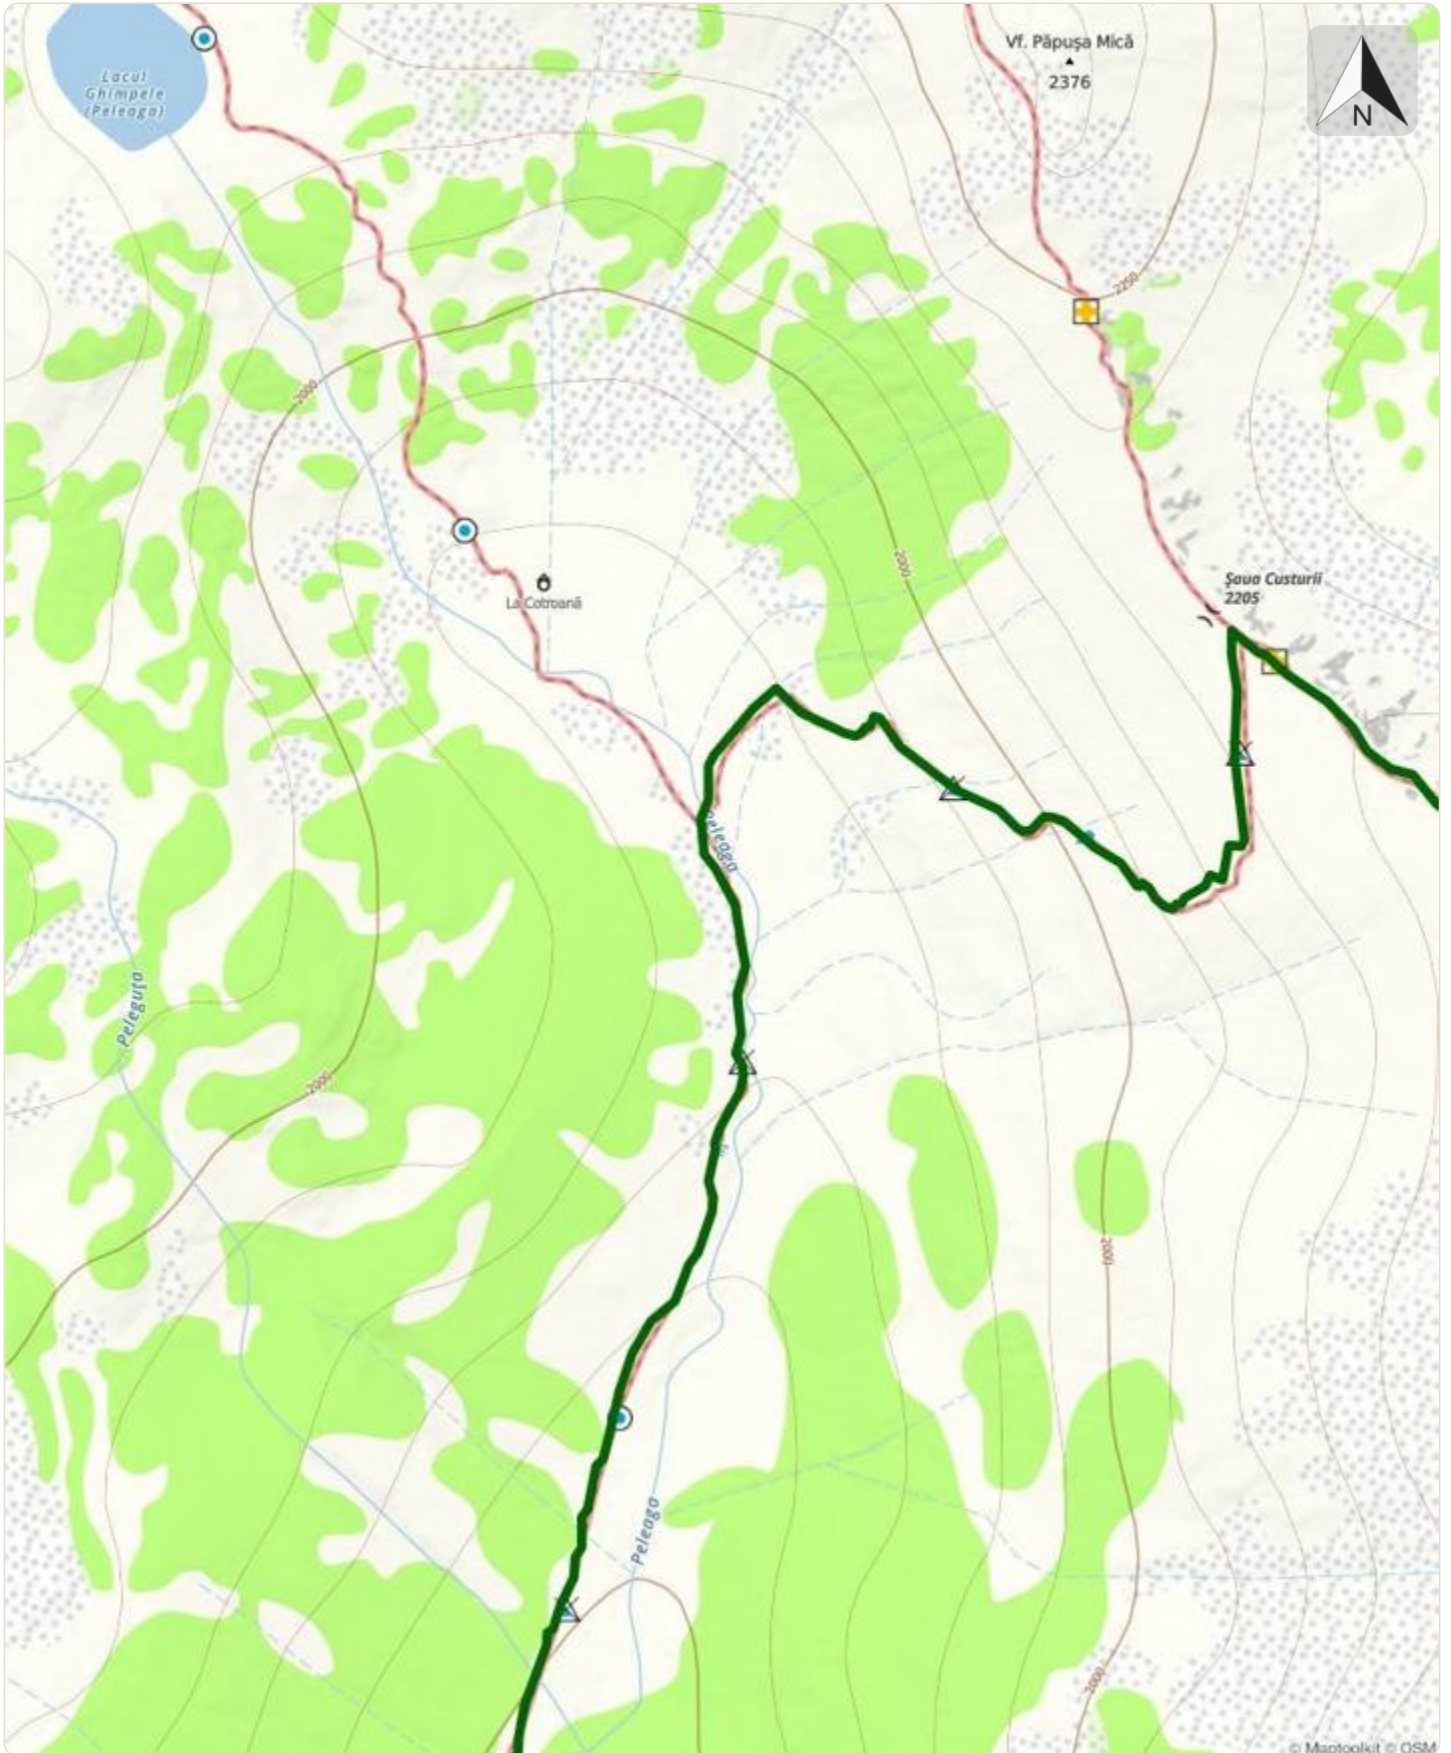 Vf. Păpușa Mică
2376
N
Lacul
Ghimpele
(Peleaga)
2250
2000
2000
Șaua Custurii
2205
La Cotroană
Peleaga
Peleguța
2000
2000
Peleaga
2000
© Maptoolkit © OSM